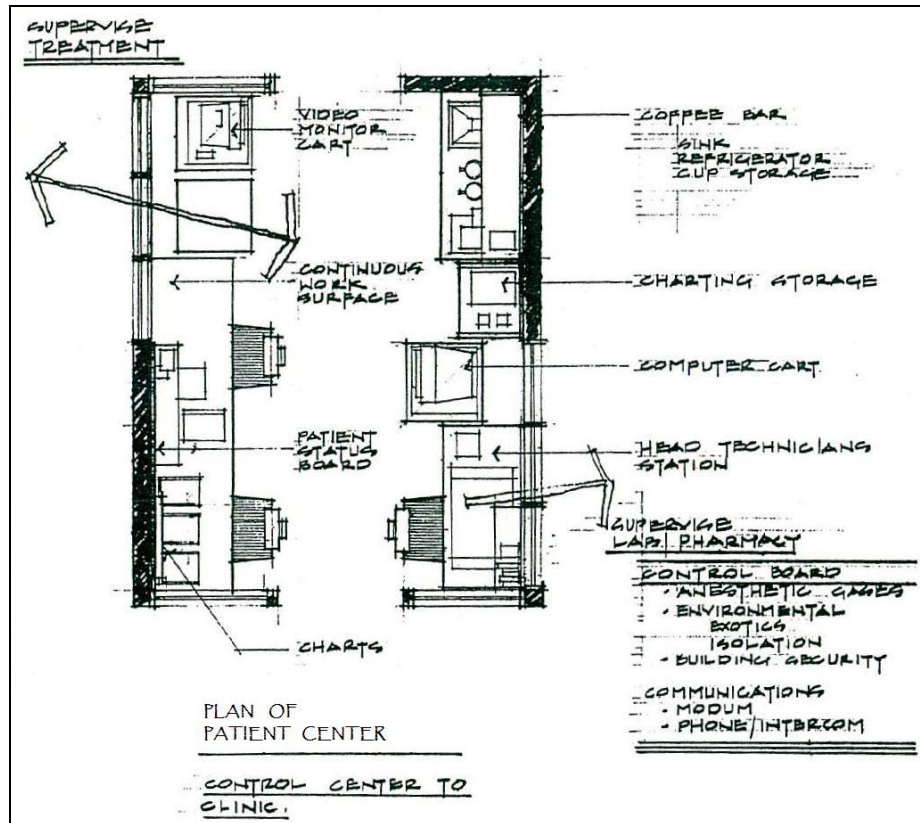 SUPERVISE
TREATMENT
VIDEO
MONITOR
CART
COFFEE BAR
SINK
REFRIGERATOR
CUP STORAGE
CONTINUOUS
WORK
SURFACE
CHARTING STORAGE
COMPUTER CART
PATIENT
STATUS
BOARD
HEAD TECHNICIANS
STATION
SUPERVISE
LAB/PHARMACY
CONTROL BOARD
• ANESTHETIC GASES
• ENVIRONMENTAL
EXOTICS
ISOLATION
• BUILDING SECURITY
COMMUNICATIONS
• MODUM
• PHONE/INTERCOM
CHARTS
PLAN OF
PATIENT CENTER
CONTROL CENTER TO
CLINIC.